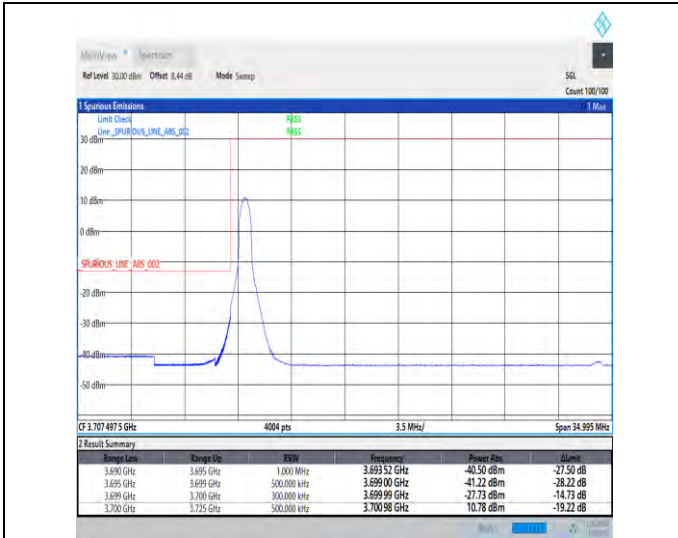 MultiView Spectrum
Ref Level 30.00 dBm Offset 8.44 dB Mode Sweep SGL
Count 100/100
1 Spurious Emissions 1 Max
Limit Check PASS
Line _SPURIOUS_LINE_ABS_002 PASS
30 dBm
20 dBm
10 dBm
0 dBm
_SPURIOUS_LINE_ABS_002
-20 dBm
-30 dBm
-40 dBm
-50 dBm
CF 3.707 497 5 GHz 4004 pts 3.5 MHz/ Span 34.995 MHz
2 Result Summary
Range Low Range Up RBW Frequency Power Abs ΔLimit
3.690 GHz 3.695 GHz 1.000 MHz 3.693 52 GHz -40.50 dBm -27.50 dB
3.695 GHz 3.699 GHz 500.000 kHz 3.699 00 GHz -41.22 dBm -28.22 dB
3.699 GHz 3.700 GHz 300.000 kHz 3.699 99 GHz -27.73 dBm -14.73 dB
3.700 GHz 3.725 GHz 500.000 kHz 3.700 98 GHz 10.78 dBm -19.22 dB